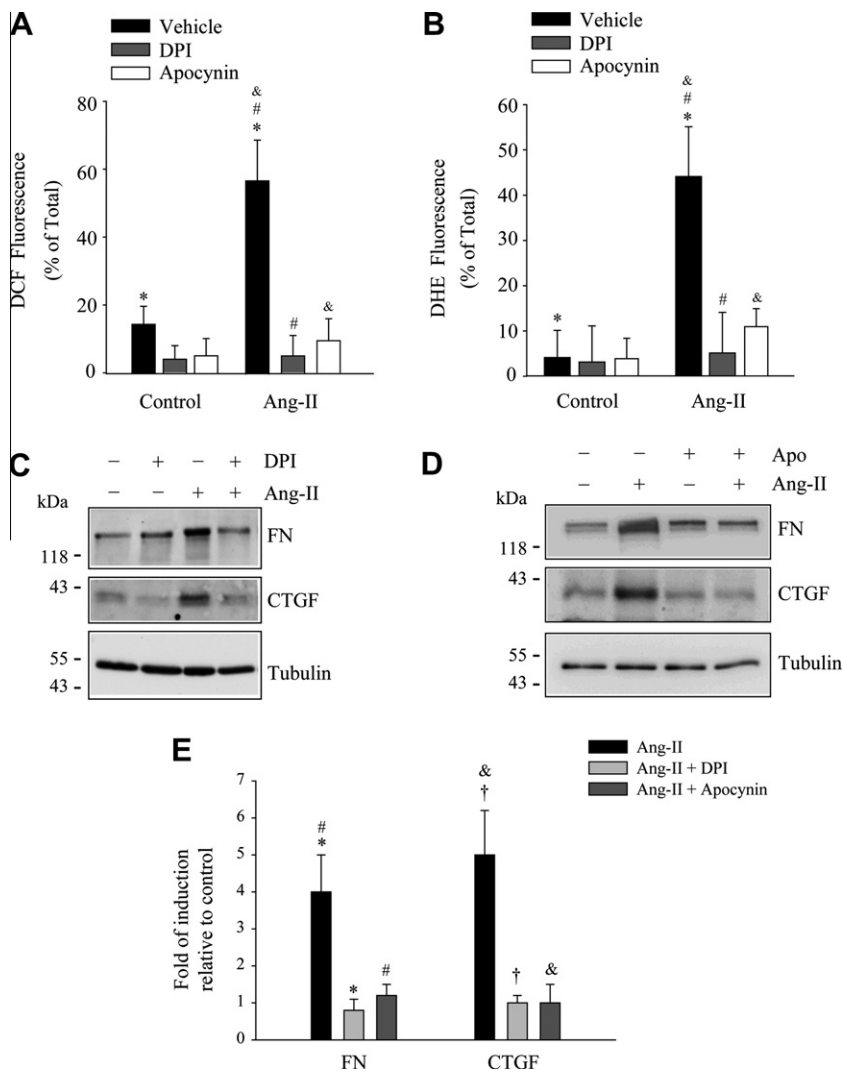 A
Vehicle
DPI
Apocynin
DCF Fluorescence
(% of Total)
80
60
40
20
0
*
&
#
*
#
&
Control
Ang-II
B
Vehicle
DPI
Apocynin
DHE Fluorescence
(% of Total)
60
50
40
30
20
10
0
*
&
#
*
#
&
Control
Ang-II
C
− + − + DPI
− − + + Ang-II
kDa
118
FN
43
CTGF
55
43
Tubulin
D
− − + + Apo
− + − + Ang-II
kDa
118
FN
43
CTGF
55
43
Tubulin
E
Ang-II
Ang-II + DPI
Ang-II + Apocynin
Fold of induction
relative to control
7
6
5
4
3
2
1
0
#
*
*
#
&
†
†
&
FN
CTGF